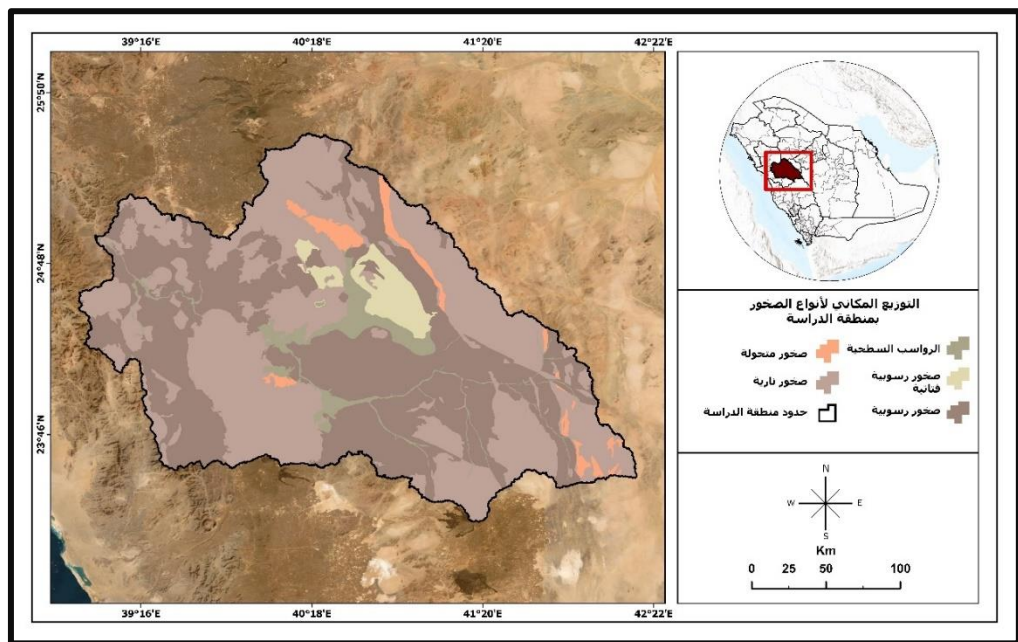 39°16'E 40°18'E 41°20'E 42°22'E
25°50'N
24°48'N
23°46'N
39°16'E 40°18'E 41°20'E 42°22'E
التوزيع المكاني لأنواع الصخور
بمنطقة الدراسة
الرواسب السطحية
صخور متحولة
صخور رسوبية
فتاتية
صخور نارية
صخور رسوبية
حدود منطقة الدراسة
N
W E
S
Km
0 25 50 100